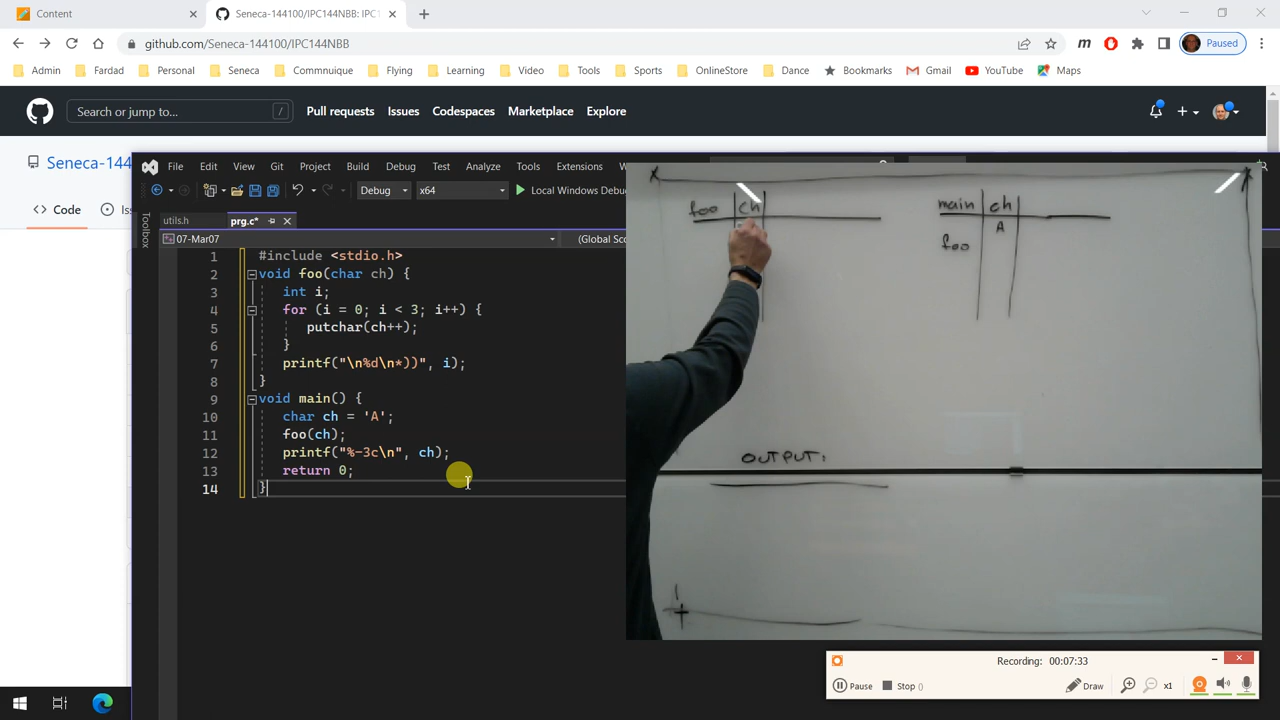 Content
Seneca-144100/IPC144NBB: IPC1
github.com/Seneca-144100/IPC144NBB
Paused
Admin
Fardad
Personal
Seneca
Commnuique
Flying
Learning
Video
Tools
Sports
OnlineStore
Dance
Bookmarks
Gmail
YouTube
Maps
Search or jump to...
/
Pull requests
Issues
Codespaces
Marketplace
Explore
Seneca-144
Code
Iss
File Edit View Git Project Build Debug Test Analyze Tools Extensions W
Debug
x64
Local Windows Debu
Toolbox
utils.h
prg.c*
07-Mar07
(Global Sco
1 #include <stdio.h>
2 void foo(char ch) {
3 int i;
4 for (i = 0; i < 3; i++) {
5 putchar(ch++);
6 }
7 printf("\n%d\n*))", i);
8 }
9 void main() {
10 char ch = 'A';
11 foo(ch);
12 printf("%-3c\n", ch);
13 return 0;
14 }
foo ch
main ch
A
foo
OUTPUT:
Recording: 00:07:33
Pause
Stop ()
Draw
x1